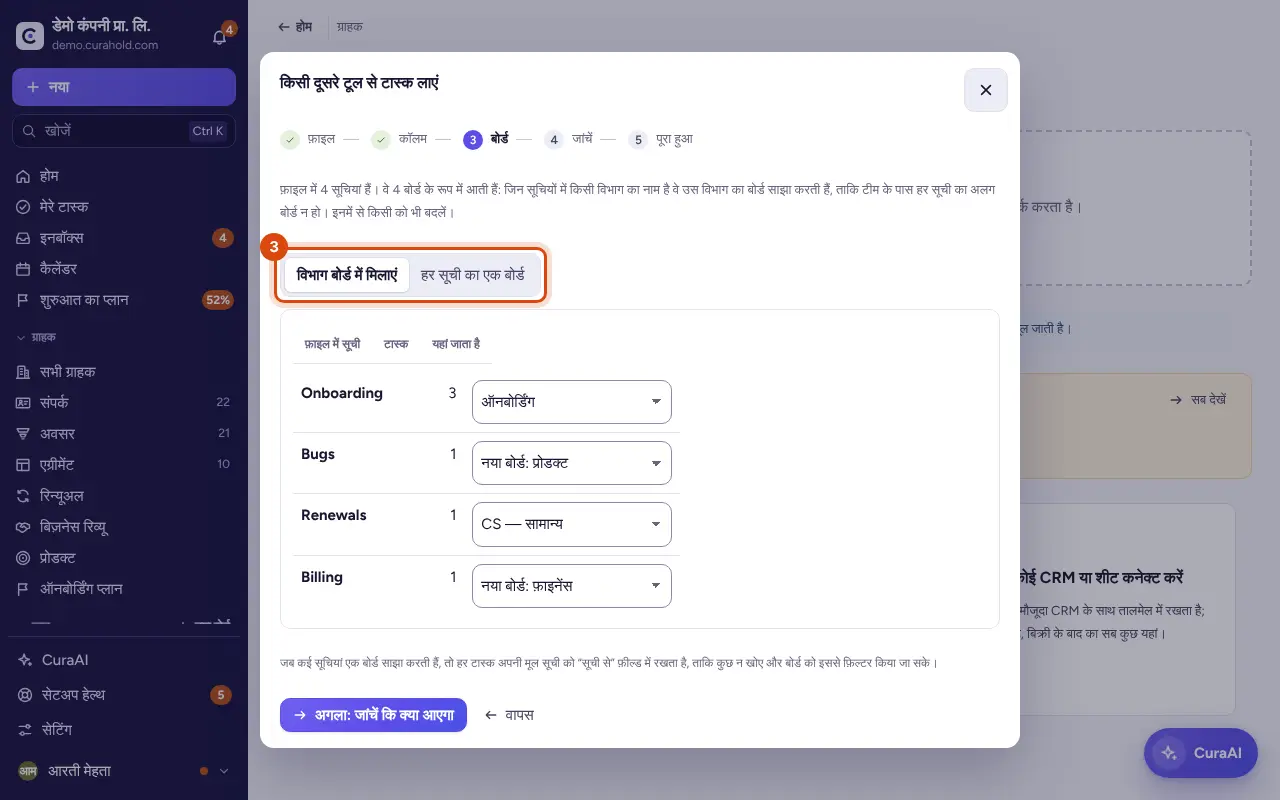 डेमो कंपनी प्रा. लि.
demo.curahold.com
4
नया
खोजें
Ctrl K
होम
मेरे टास्क
इनबॉक्स
4
कैलेंडर
शुरुआत का प्लान
52%
ग्राहक
सभी ग्राहक
संपर्क
22
अवसर
21
एग्रीमेंट
10
रिन्यूअल
बिज़नेस रिव्यू
प्रोडक्ट
ऑनबोर्डिंग प्लान
CuraAI
सेटअप हेल्थ
5
सेटिंग
आम
आरती मेहता
होम
ग्राहक
किसी दूसरे टूल से टास्क लाएं
फ़ाइल
कॉलम
3 बोर्ड
4 जांचें
5 पूरा हुआ
फ़ाइल में 4 सूचियां हैं। वे 4 बोर्ड के रूप में आती हैं: जिन सूचियों में किसी विभाग का नाम है वे उस विभाग का बोर्ड साझा करती हैं, ताकि टीम के पास हर सूची का अलग
बोर्ड न हो। इनमें से किसी को भी बदलें।
3
विभाग बोर्ड में मिलाएं
हर सूची का एक बोर्ड
फ़ाइल में सूची
टास्क
यहां जाता है
Onboarding
3
ऑनबोर्डिंग
Bugs
1
नया बोर्ड: प्रोडक्ट
Renewals
1
CS — सामान्य
Billing
1
नया बोर्ड: फ़ाइनेंस
जब कई सूचियां एक बोर्ड साझा करती हैं, तो हर टास्क अपनी मूल सूची को "सूची से" फ़ील्ड में रखता है, ताकि कुछ न खोए और बोर्ड को इससे फ़िल्टर किया जा सके।
अगला: जांचें कि क्या आएगा
वापस
करता है।
जाती है।
सब देखें
कोई CRM या शीट कनेक्ट करें
मौजूदा CRM के साथ तालमेल में रखता है;
बिक्री के बाद का सब कुछ यहां।
CuraAI